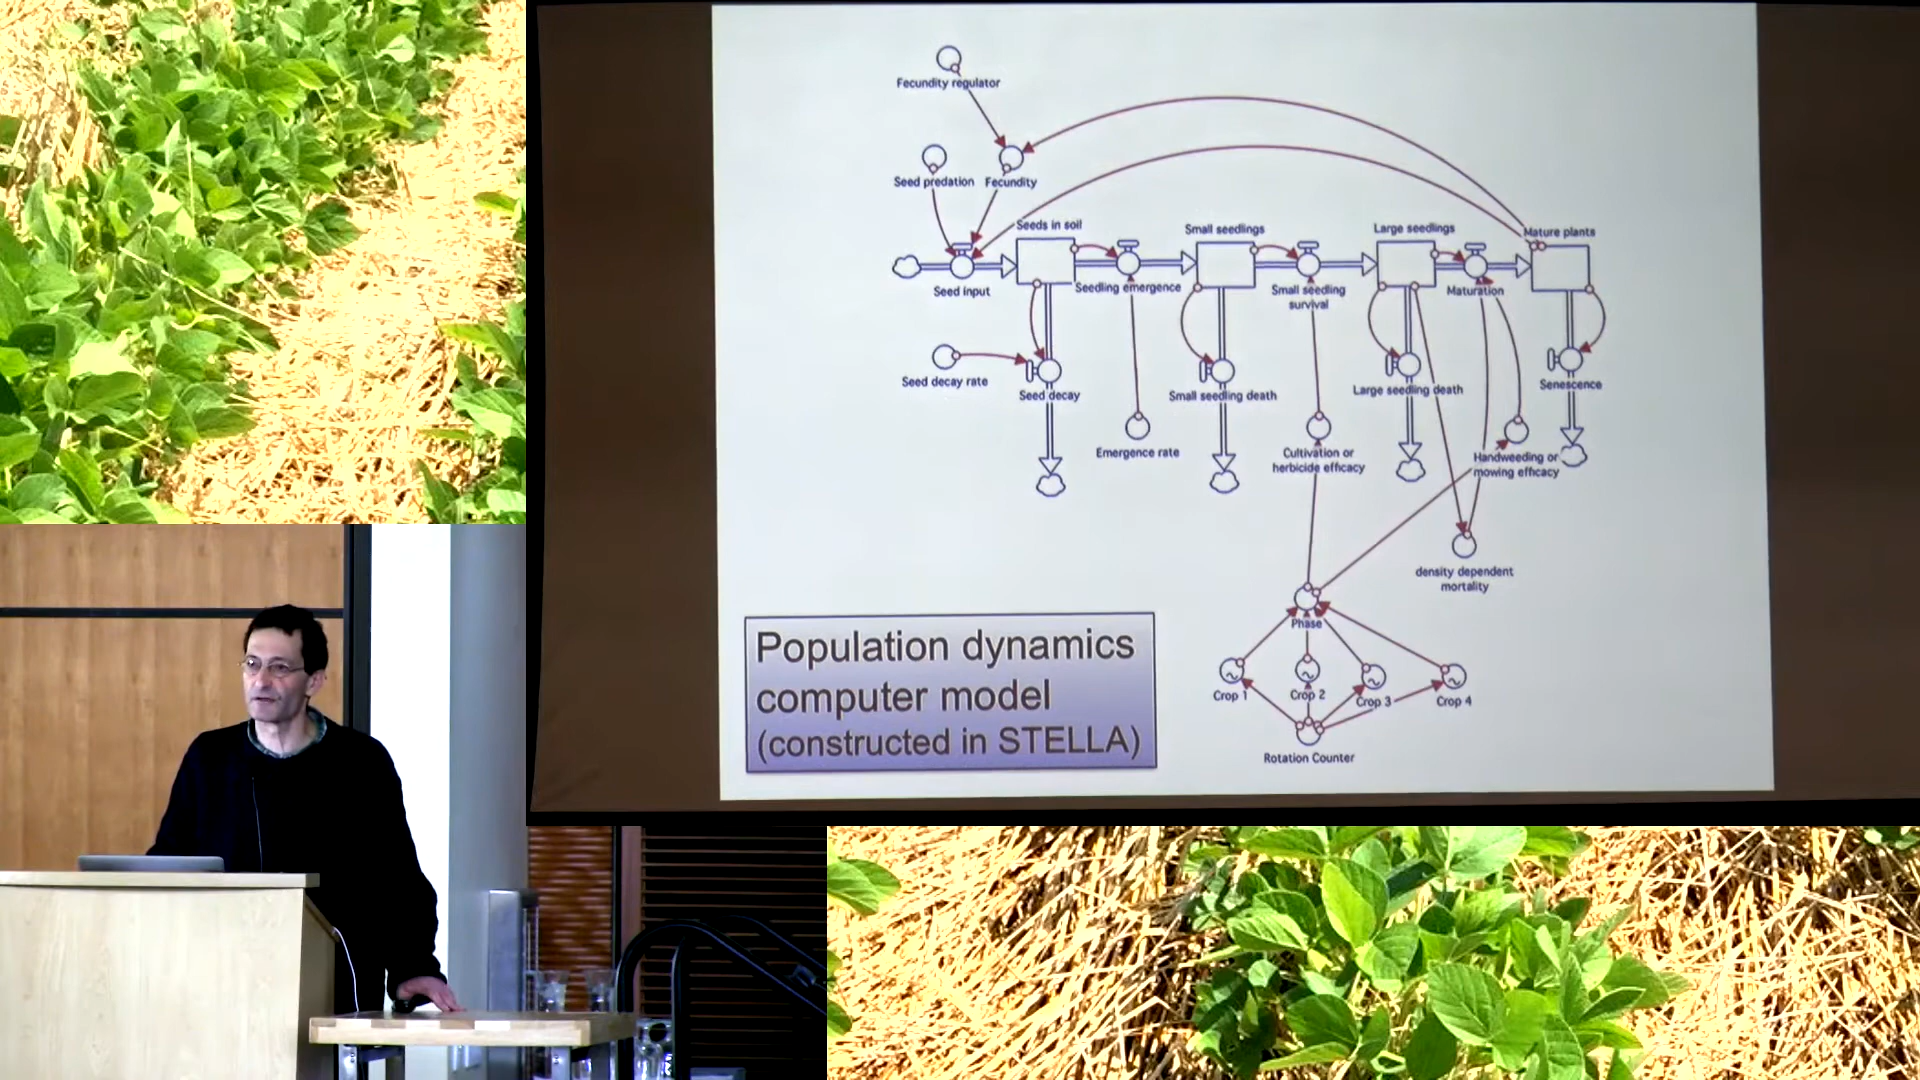 Fecundity regulator
Seed predation
Fecundity
Seeds in soil
Small seedlings
Large seedlings
Mature plants
Seed input
Seedling emergence
Small seedling
survival
Maturation
Seed decay rate
Seed decay
Small seedling death
Large seedling death
Senescence
Emergence rate
Cultivation or
herbicide efficacy
Handweeding or
mowing efficacy
density dependent
mortality
Phase
Crop 1
Crop 2
Crop 3
Crop 4
Rotation Counter
Population dynamics
computer model
(constructed in STELLA)